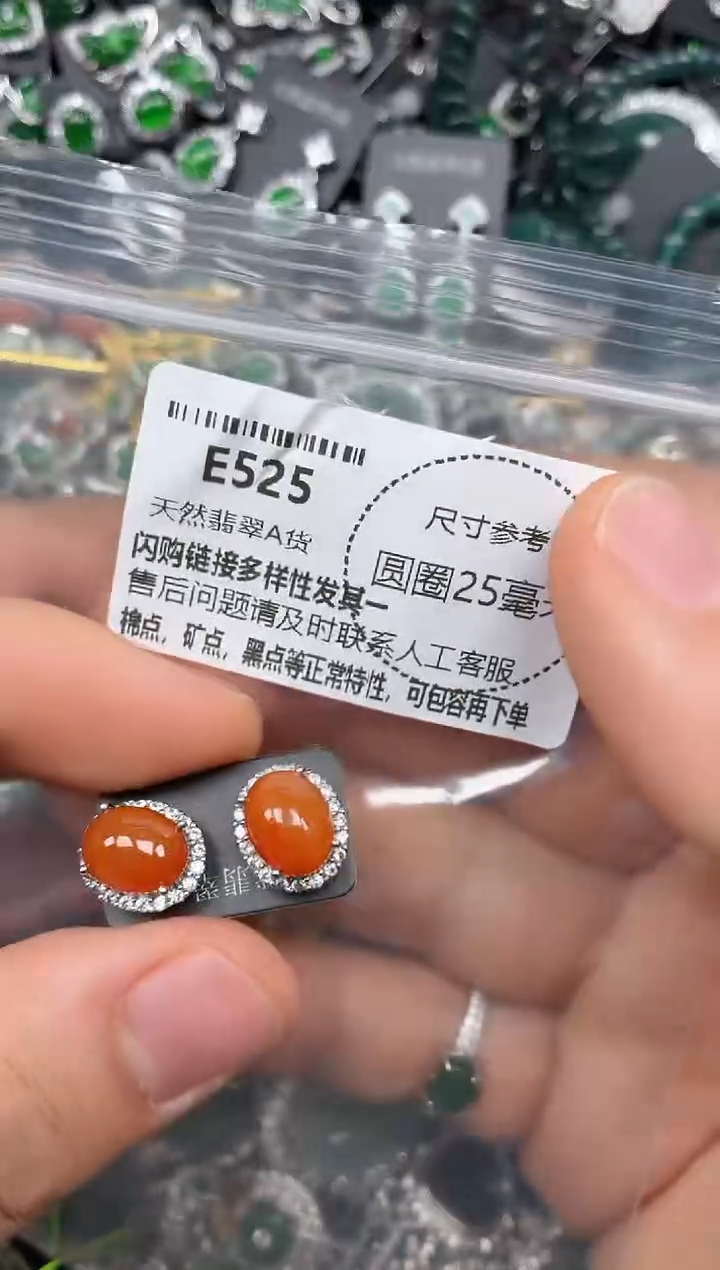 E525
天然翡翠A货
尺寸参考
圆圈25毫
闪购链接多样性发其一
售后问题请及时联系人工客服
棉点，矿点，黑点等正常特性，可包容再下单
翡翠